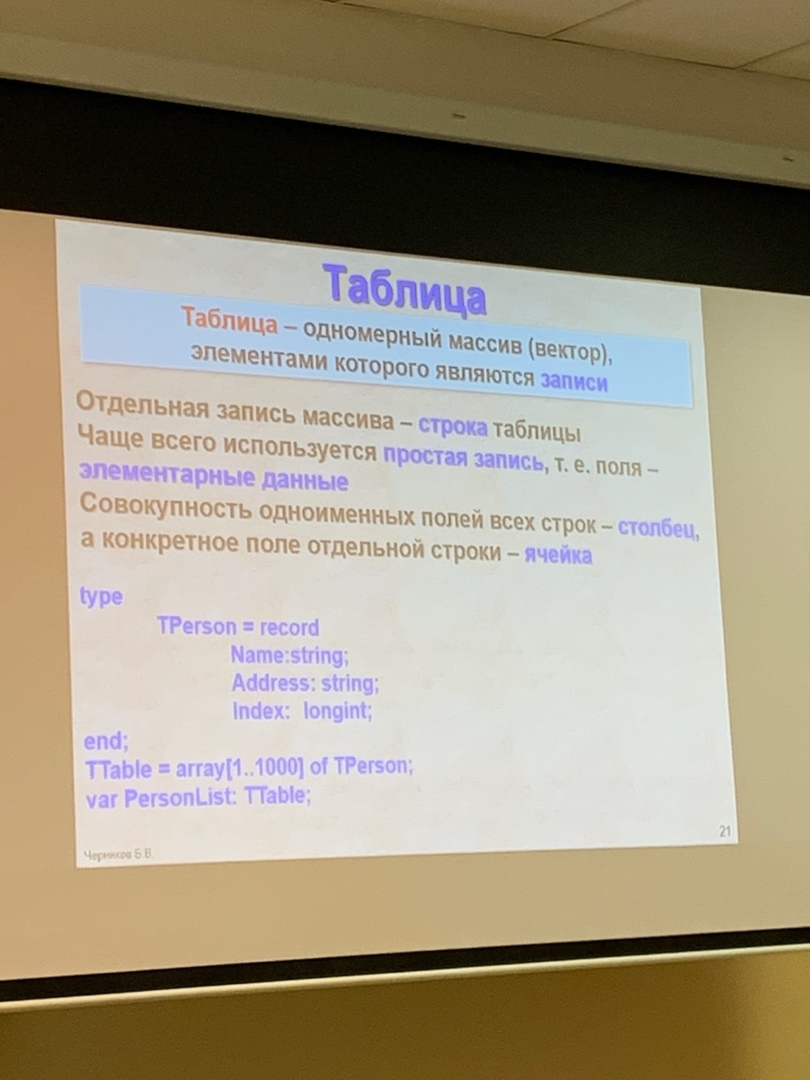 Таблица
Таблица – одномерный массив (вектор),
элементами которого являются записи
Отдельная запись массива – строка таблицы
Чаще всего используется простая запись, т. е. поля –
элементарные данные
Совокупность одноименных полей всех строк – столбец,
а конкретное поле отдельной строки – ячейка
type
TPerson = record
Name:string;
Address: string;
Index: longint;
end;
TTable = array[1..1000] of TPerson;
var PersonList: TTable;
Черников Б.В.
21